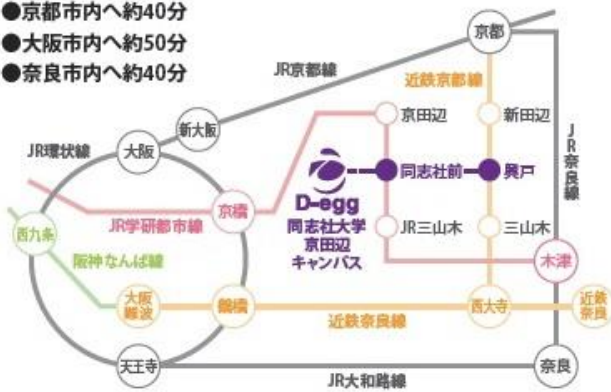 ●京都市内へ約40分
●大阪市内へ約50分
●奈良市内へ約40分
京都
JR京都線
近鉄京都線
新大阪
京田辺
新田辺
JR環状線
大阪
JR奈良線
同志社前
興戸
D-egg
同志社大学
京田辺
キャンパス
京橋
JR学研都市線
JR三山木
三山木
西九条
阪神なんば線
木津
大阪
難波
鶴橋
近鉄奈良線
西大寺
近鉄
奈良
天王寺
JR大和路線
奈良